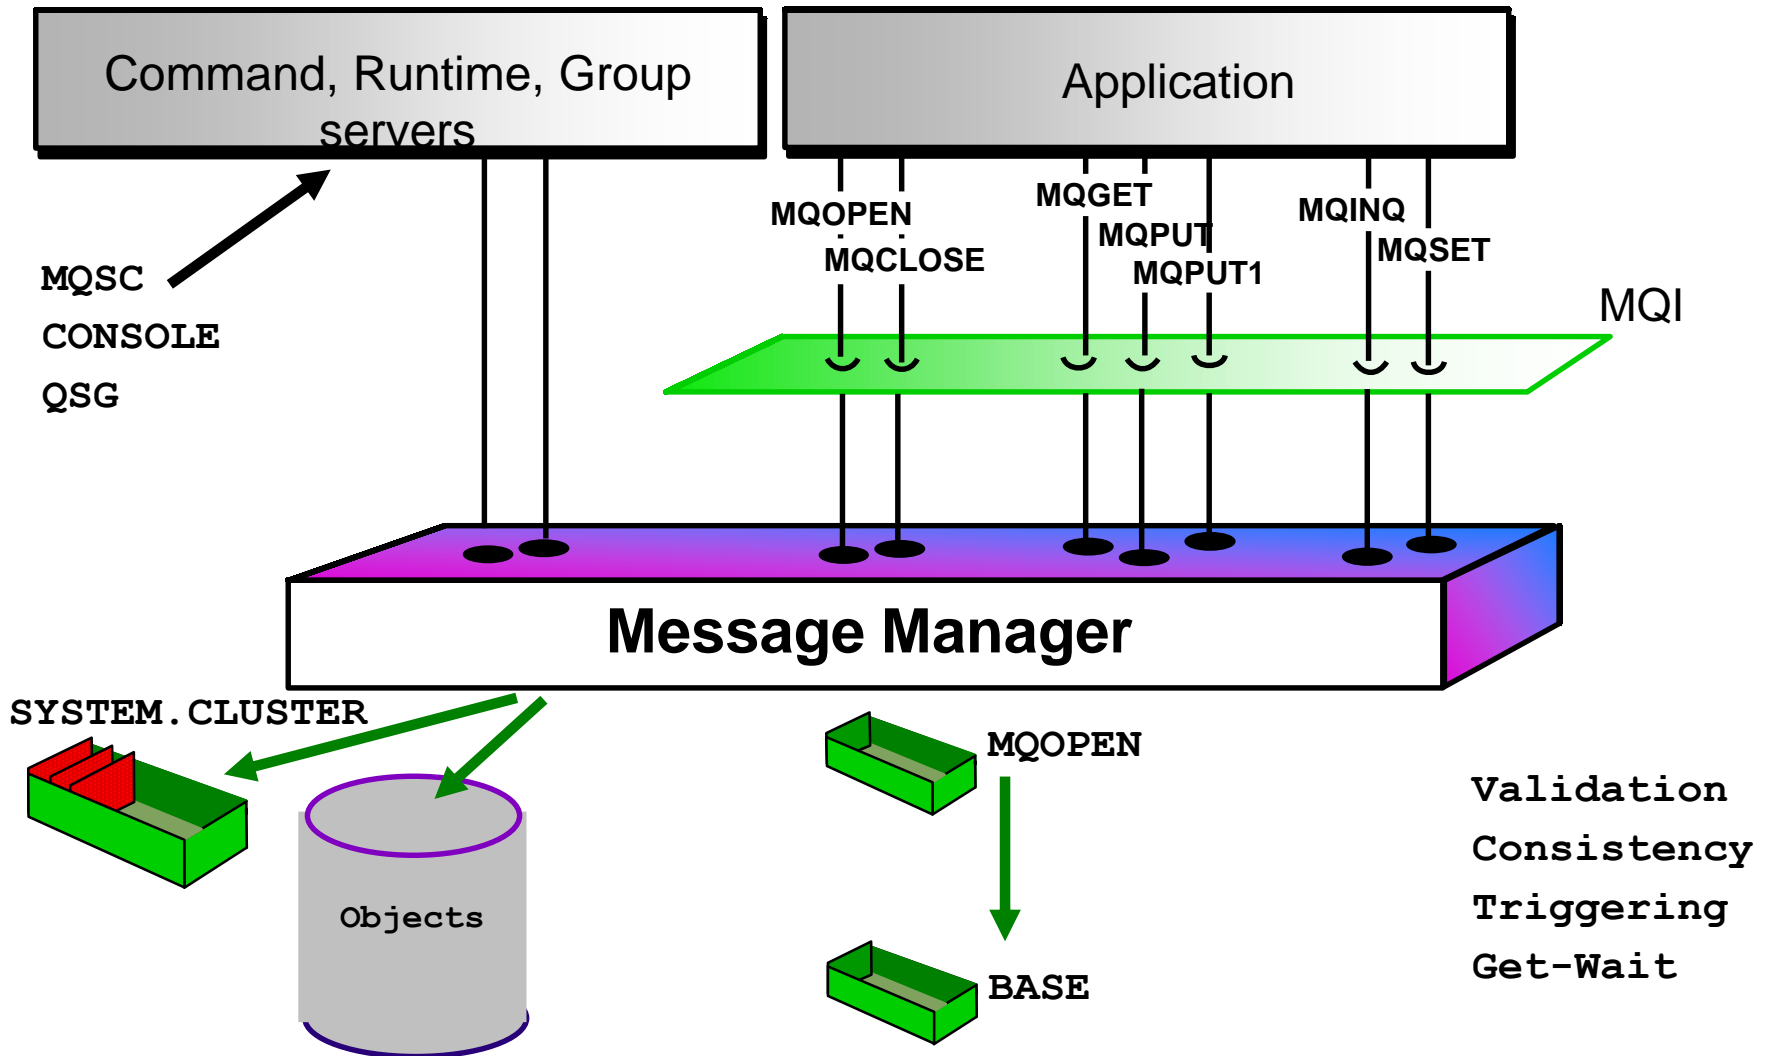 Command, Runtime, Group
servers
Application
MQOPEN
MQCLOSE
MQGET
MQPUT
MQPUT1
MQINQ
MQSET
MQI
MQSC
CONSOLE
QSG
Message Manager
SYSTEM.CLUSTER
Objects
MQOPEN
BASE
Validation
Consistency
Triggering
Get-Wait